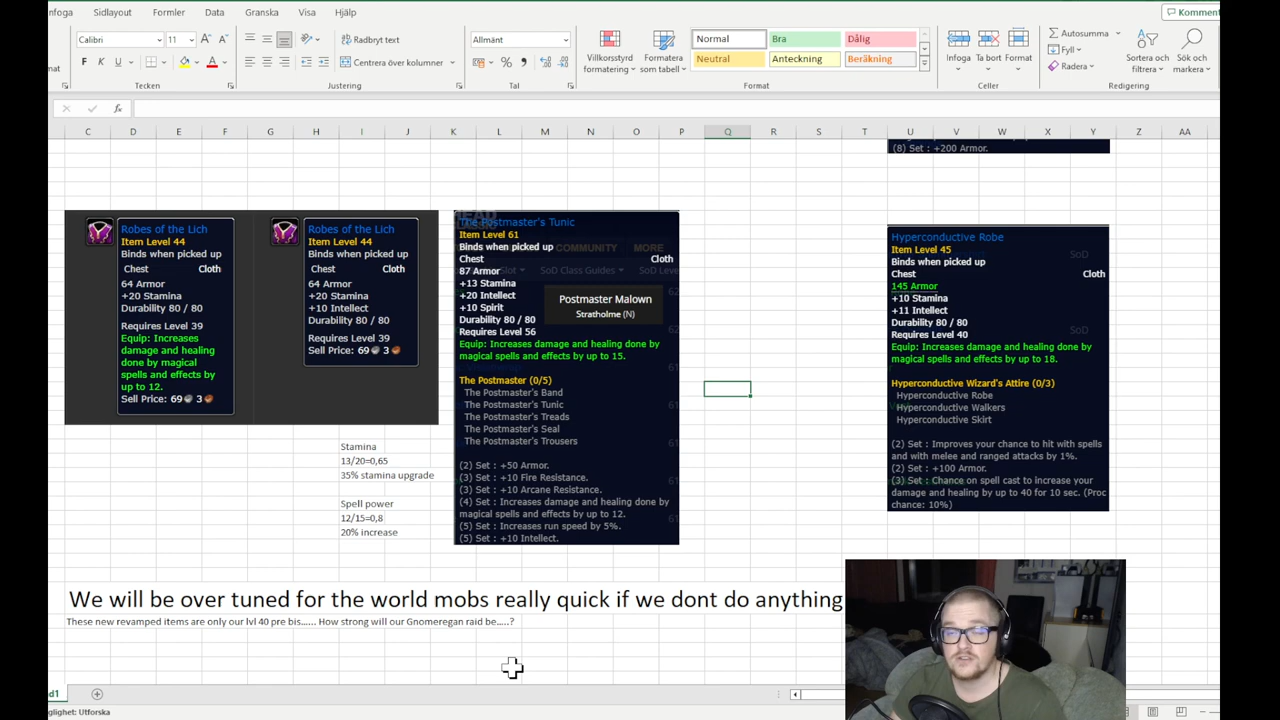 nfoga Sidlayout Formler Data Granska Visa Hjälp Komment
Calibri 11 Radbryt text Allmänt Normal Bra Dålig Autosumma
F K U Centrera över kolumner Villkorsstyrd formatering Formatera som tabell Neutral Anteckning Beräkning Infoga Ta bort Format Fyll Radera Sortera och filtrera Sök och markera
Tecken Justering Tal Format Celler Redigering
fx
C D E F G H I J K L M N O P Q R S T U V W X Y Z AA
(8) Set : +200 Armor.
Robes of the Lich
Item Level 44
Binds when picked up
Chest Cloth
64 Armor
+20 Stamina
Durability 80 / 80
Requires Level 39
Equip: Increases
damage and healing
done by magical
spells and effects by
up to 12.
Sell Price: 69 3
Robes of the Lich
Item Level 44
Binds when picked up
Chest Cloth
64 Armor
+20 Stamina
+10 Intellect
Durability 80 / 80
Requires Level 39
Sell Price: 69 3
The Postmaster's Tunic
Item Level 61
Binds when picked up COMMUNITY MORE
Chest Cloth
87 Armor Slot SoD Class Guides SoD Leve
+13 Stamina
+20 Intellect
+10 Spirit
Durability 80 / 80
Requires Level 56
Postmaster Malown
Stratholme (N)
Equip: Increases damage and healing done by
magical spells and effects by up to 15.
The Postmaster (0/5)
The Postmaster's Band
The Postmaster's Tunic
The Postmaster's Treads
The Postmaster's Seal
The Postmaster's Trousers
(2) Set : +50 Armor.
(3) Set : +10 Fire Resistance.
(3) Set : +10 Arcane Resistance.
(4) Set : Increases damage and healing done by
magical spells and effects by up to 12.
(5) Set : Increases run speed by 5%.
(5) Set : +10 Intellect.
Hyperconductive Robe
Item Level 45 SoD
Binds when picked up
Chest Cloth
145 Armor
+10 Stamina
+11 Intellect
Durability 80 / 80 SoD
Requires Level 40
Equip: Increases damage and healing done by
magical spells and effects by up to 18.
Hyperconductive Wizard's Attire (0/3)
Hyperconductive Robe
Hyperconductive Walkers
Hyperconductive Skirt
(2) Set : Improves your chance to hit with spells
and with melee and ranged attacks by 1%.
(2) Set : +100 Armor.
(3) Set : Chance on spell cast to increase your
damage and healing by up to 40 for 10 sec. (Proc
chance: 10%)
Stamina
13/20=0,65
35% stamina upgrade
Spell power
12/15=0,8
20% increase
We will be over tuned for the world mobs really quick if we dont do anything
These new revamped items are only our lvl 40 pre bis...... How strong will our Gnomeregan raid be.....?
ad1
glighet: Utforska